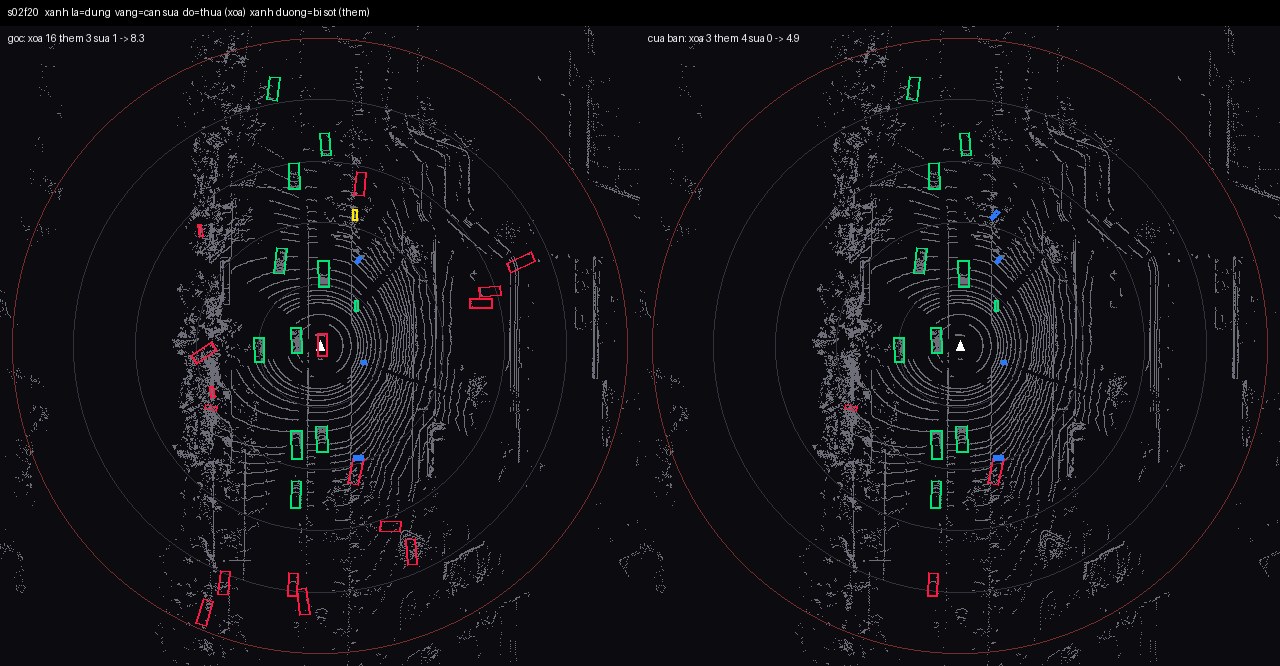 s02f20  xanh la=dung  vang=can sua  do=thua (xoa)  xanh duong=bi sot (them)
goc: xoa 16 them 3 sua 1 -> 8.3
cua ban: xoa 3 them 4 sua 0 -> 4.9